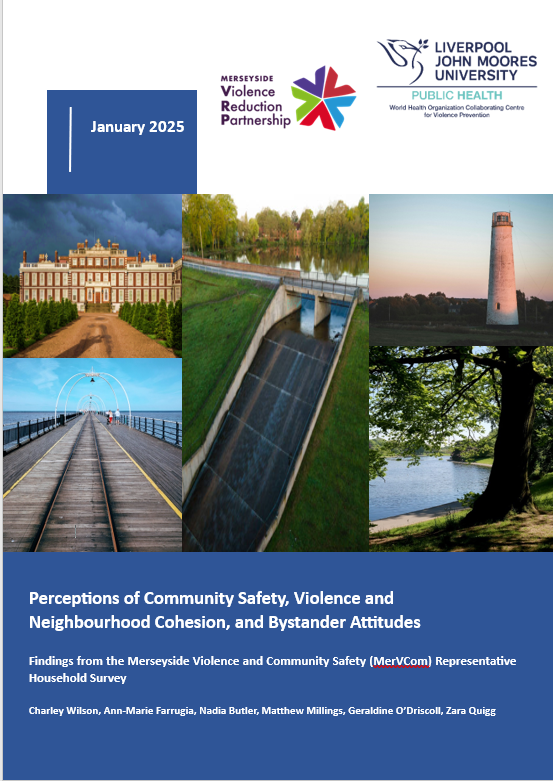 MERSEYSIDE
Violence
Reduction
Partnership
LIVERPOOL
JOHN MOORES
UNIVERSITY
PUBLIC HEALTH
World Health Organization Collaborating Centre
for Violence Prevention
January 2025
Perceptions of Community Safety, Violence and
Neighbourhood Cohesion, and Bystander Attitudes
Findings from the Merseyside Violence and Community Safety (MerVCom) Representative
Household Survey
Charley Wilson, Ann-Marie Farrugia, Nadia Butler, Matthew Millings, Geraldine O’Driscoll, Zara Quigg